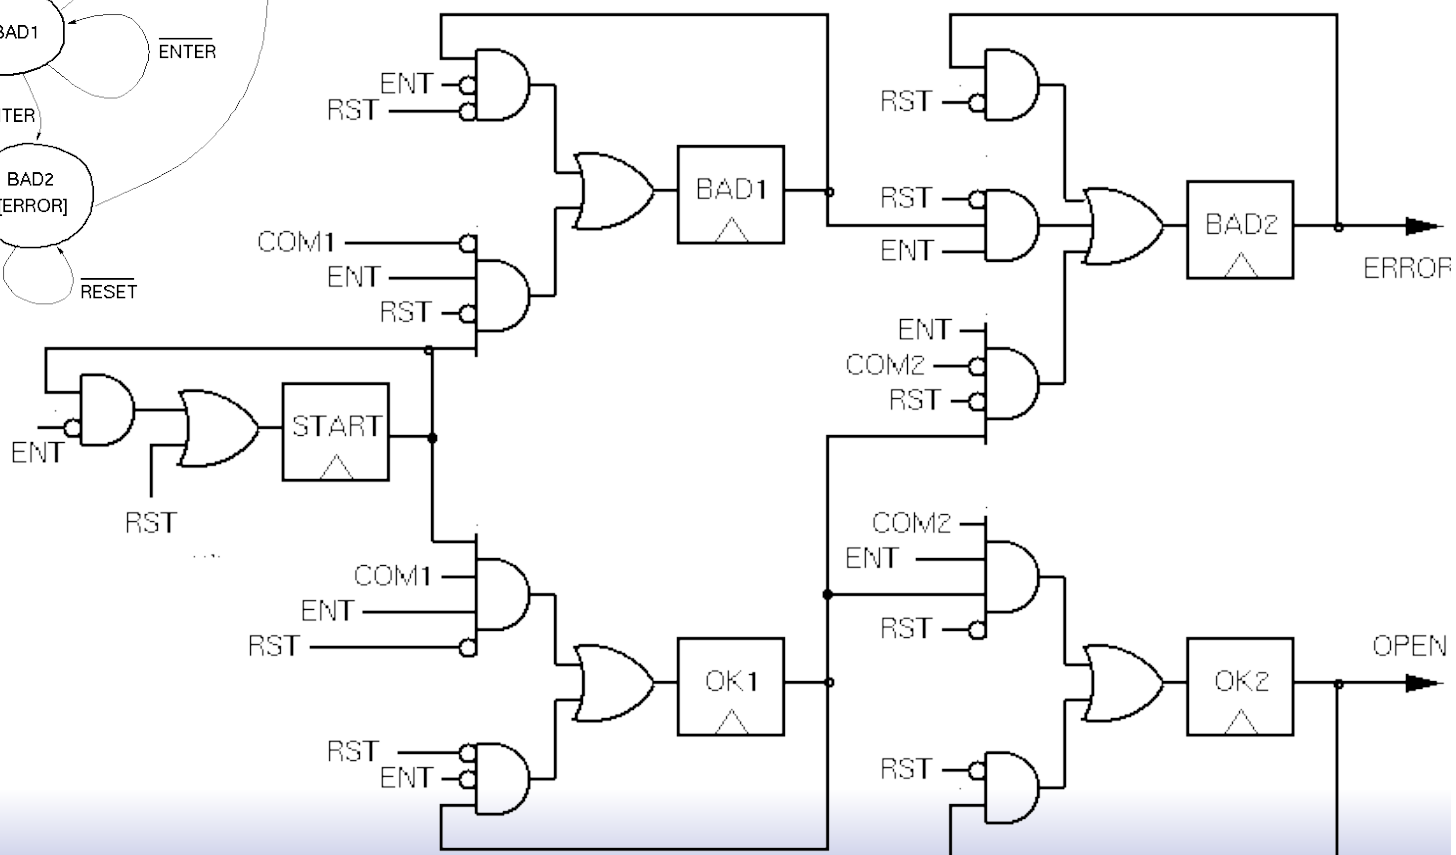 BAD1
ENTER
TER
BAD2
[ERROR]
RESET
ENT
RST
BAD1
COM1
ENT
RST
ENT
RST
START
COM1
ENT
RST
OK1
RST
ENT
RST
RST
ENT
BAD2
ERROR
ENT
COM2
RST
COM2
ENT
RST
OPEN
OK2
RST